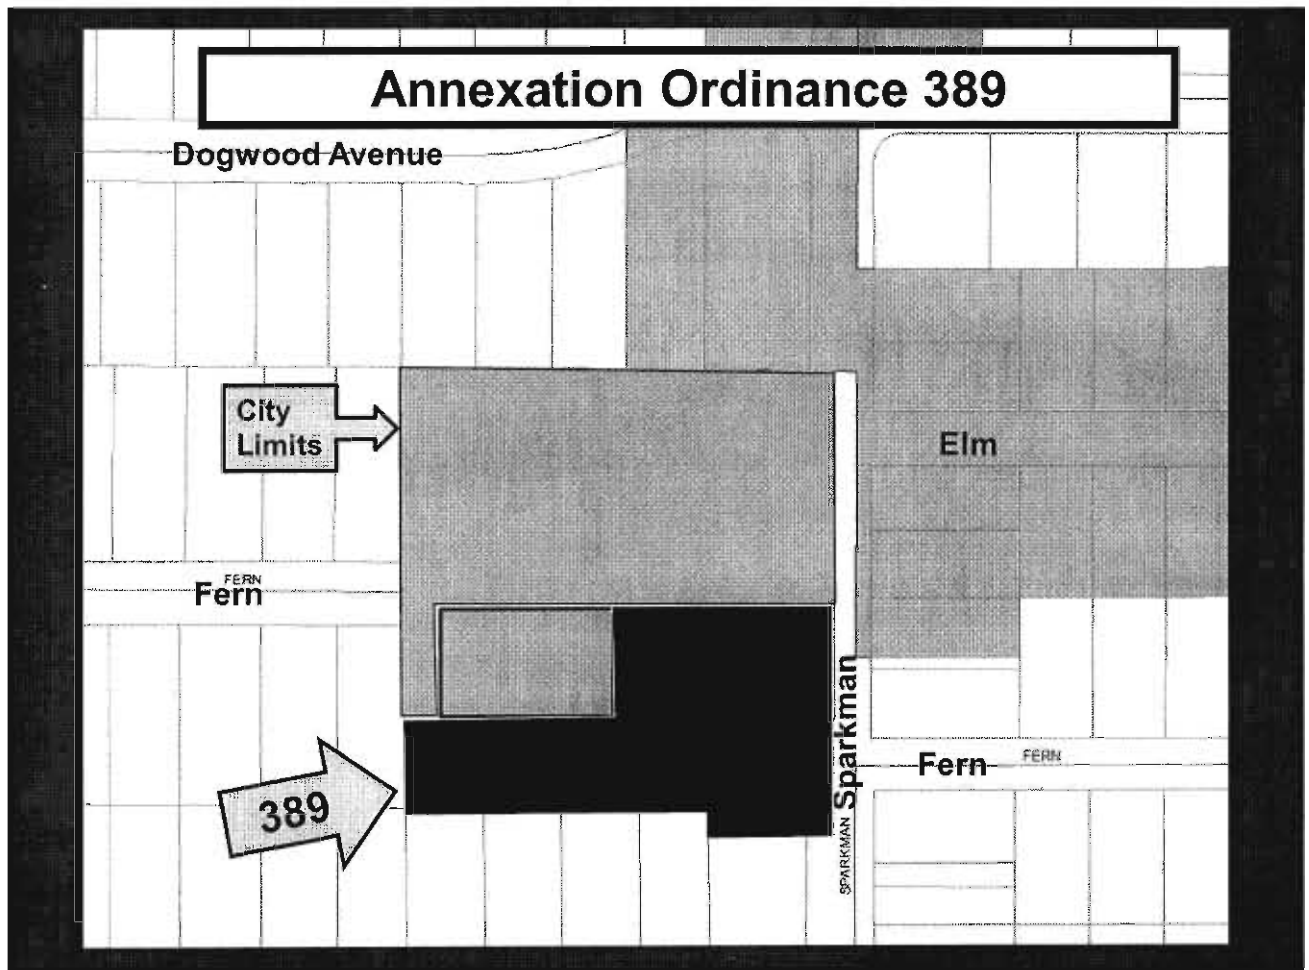 Annexation Ordinance 389
Dogwood Avenue
City
Limits
Elm
FERN
Fern
Sparkman
SPARKMAN
Fern
FERN
389